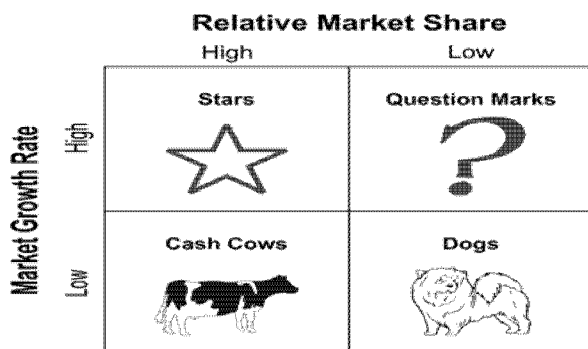 Relative Market Share
High Low
Stars Question Marks
Market Growth Rate
High
?
Cash Cows Dogs
Low